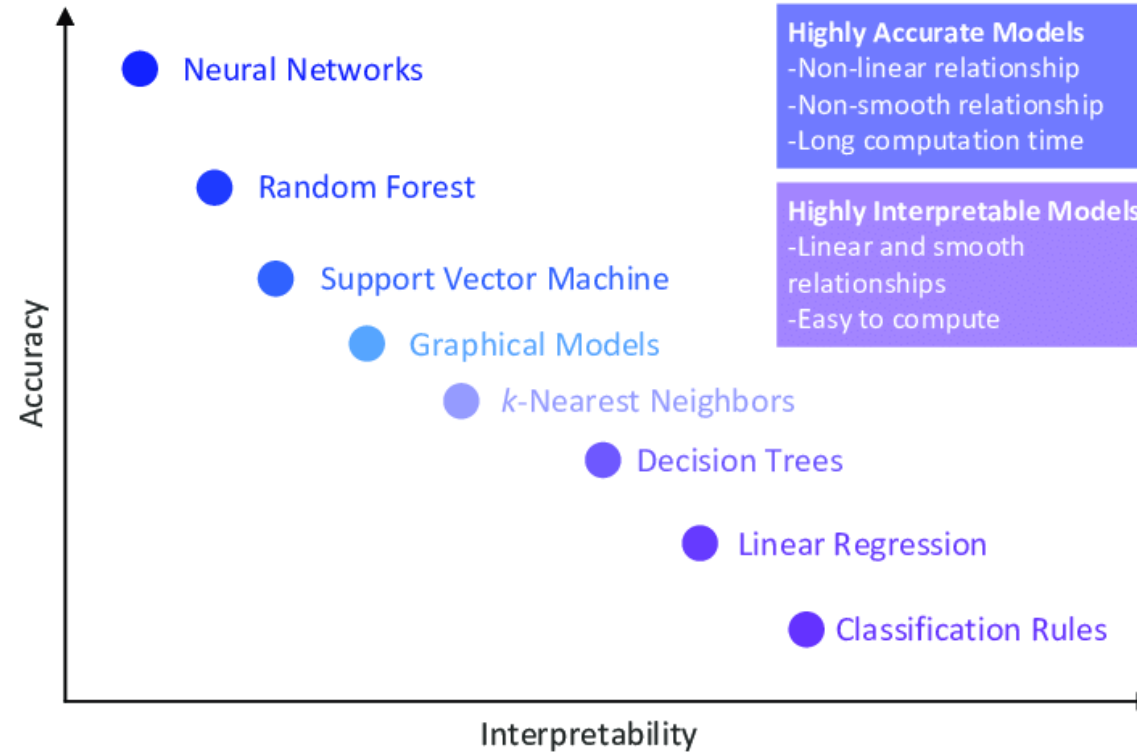 Highly Accurate Models
-Non-linear relationship
-Non-smooth relationship
-Long computation time
Highly Interpretable Models
-Linear and smooth
relationships
-Easy to compute
Neural Networks
Random Forest
Support Vector Machine
Graphical Models
k-Nearest Neighbors
Decision Trees
Linear Regression
Classification Rules
Accuracy
Interpretability